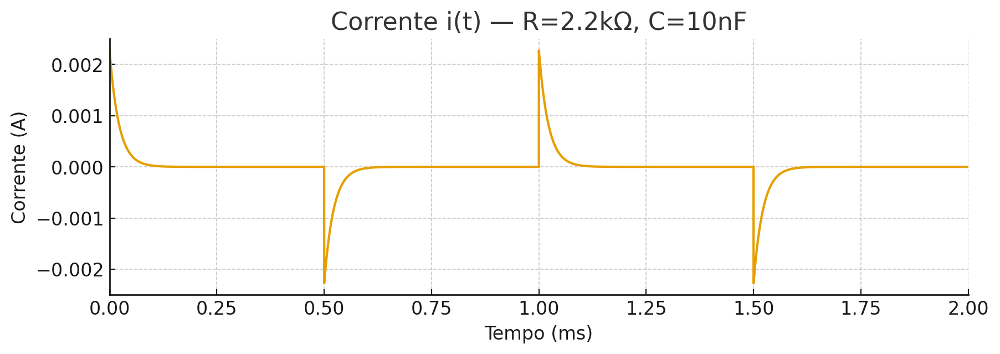 Corrente i(t) — R=2.2kΩ, C=10nF
0.002
0.001
0.000
−0.001
−0.002
Corrente (A)
0.00 0.25 0.50 0.75 1.00 1.25 1.50 1.75 2.00
Tempo (ms)